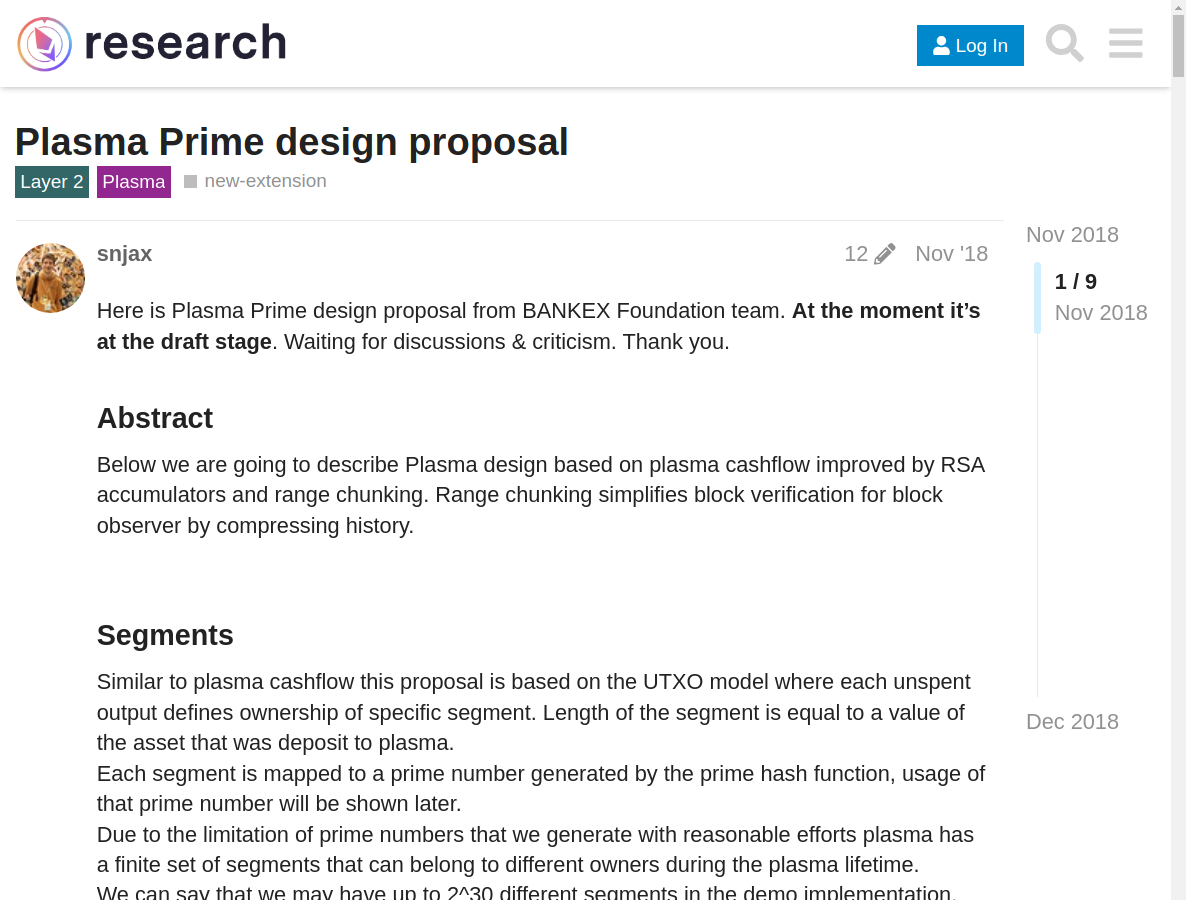 research
Log In
Plasma Prime design proposal
Layer 2 Plasma new-extension
snjax 12 Nov '18
Nov 2018
1 / 9
Nov 2018
Here is Plasma Prime design proposal from BANKEX Foundation team. At the moment it’s
at the draft stage. Waiting for discussions & criticism. Thank you.
Abstract
Below we are going to describe Plasma design based on plasma cashflow improved by RSA
accumulators and range chunking. Range chunking simplifies block verification for block
observer by compressing history.
Segments
Similar to plasma cashflow this proposal is based on the UTXO model where each unspent
output defines ownership of specific segment. Length of the segment is equal to a value of
the asset that was deposit to plasma.
Dec 2018
Each segment is mapped to a prime number generated by the prime hash function, usage of
that prime number will be shown later.
Due to the limitation of prime numbers that we generate with reasonable efforts plasma has
a finite set of segments that can belong to different owners during the plasma lifetime.
We can say that we may have up to 2^30 different segments in the demo implementation.